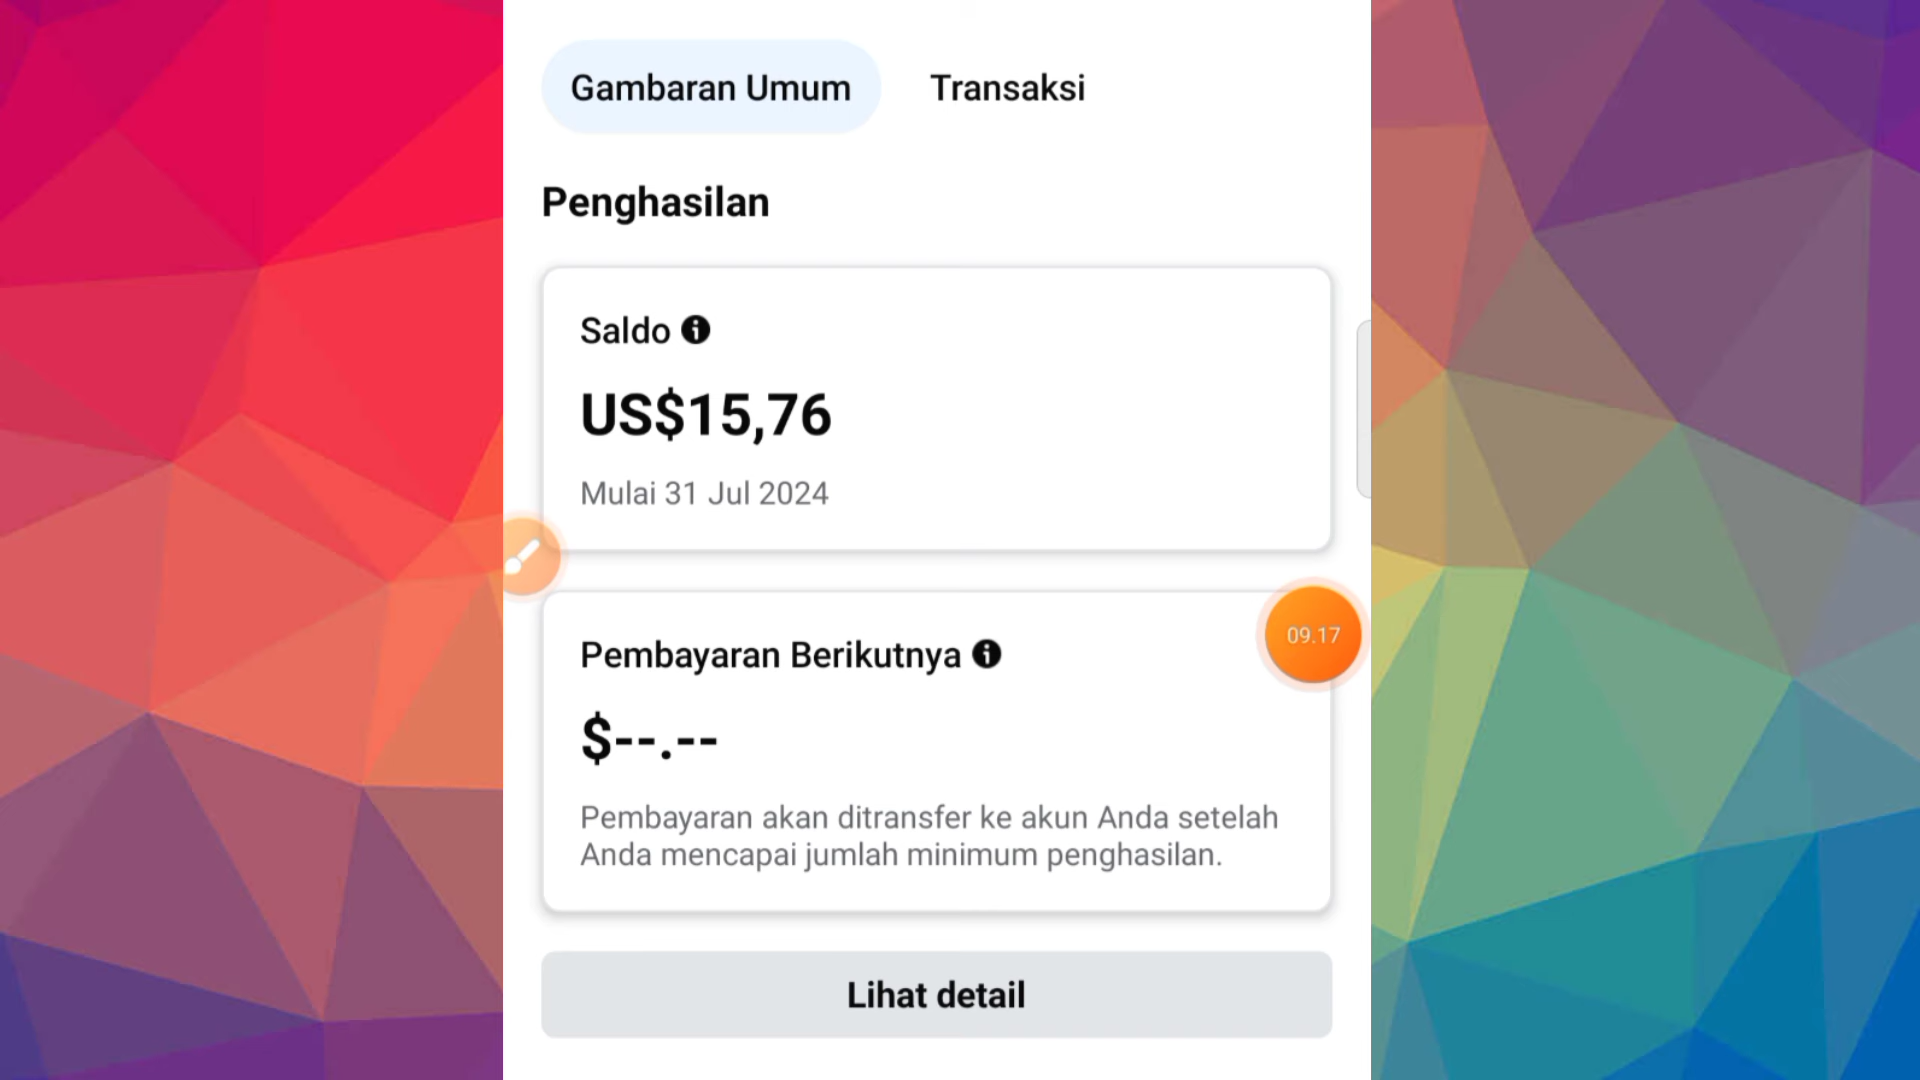 Gambaran Umum
Transaksi
Penghasilan
Saldo
US$15,76
Mulai 31 Jul 2024
Pembayaran Berikutnya
$--.--
09.17
Pembayaran akan ditransfer ke akun Anda setelah
Anda mencapai jumlah minimum penghasilan.
Lihat detail